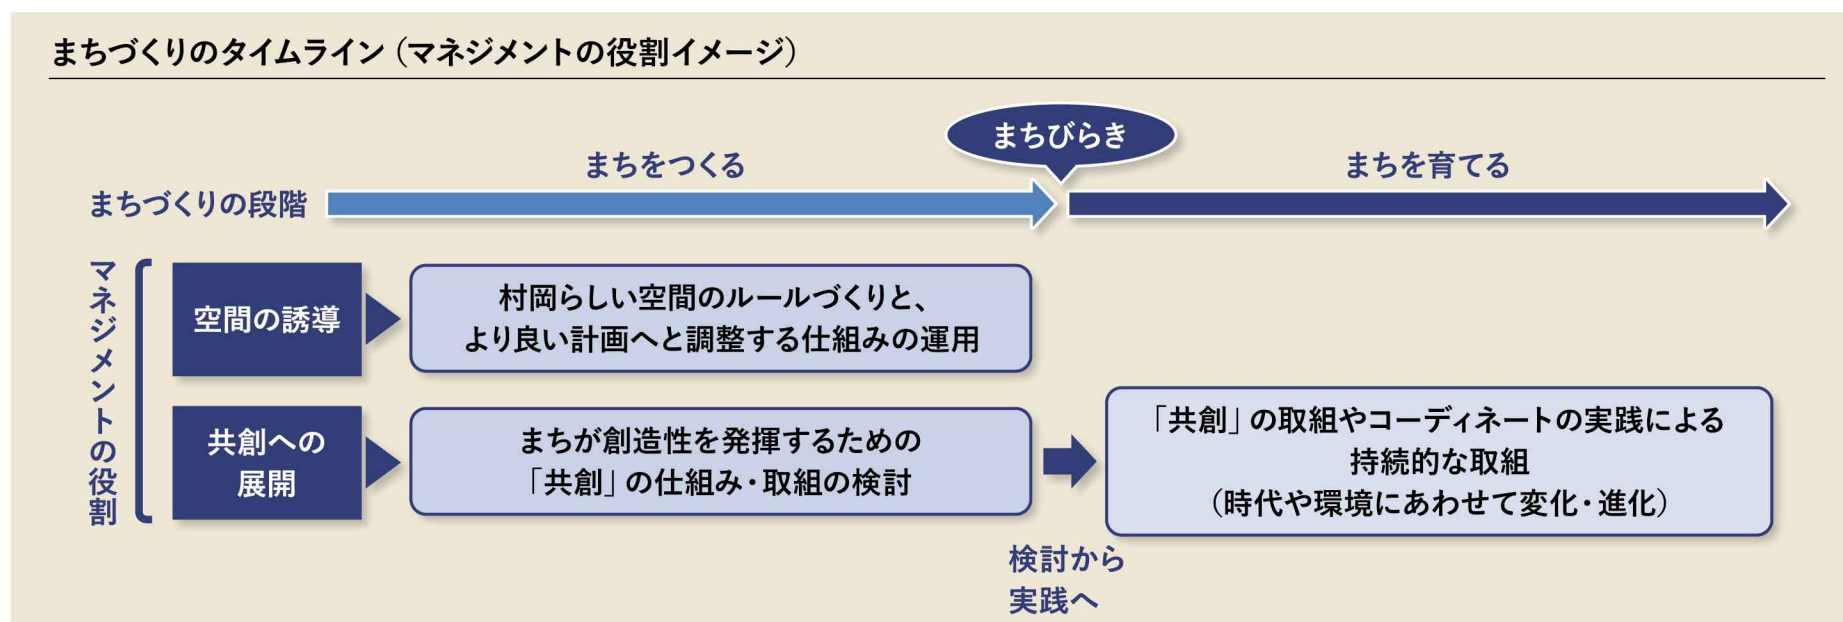 まちづくりのタイムライン（マネジメントの役割イメージ）
まちびらき
まちをつくる
まちを育てる
まちづくりの段階
マネジメントの役割
空間の誘導
村岡らしい空間のルールづくりと、
より良い計画へと調整する仕組みの運用
共創への
展開
まちが創造性を発揮するための
「共創」の仕組み・取組の検討
「共創」の取組やコーディネートの実践による
持続的な取組
（時代や環境にあわせて変化・進化）
検討から
実践へ